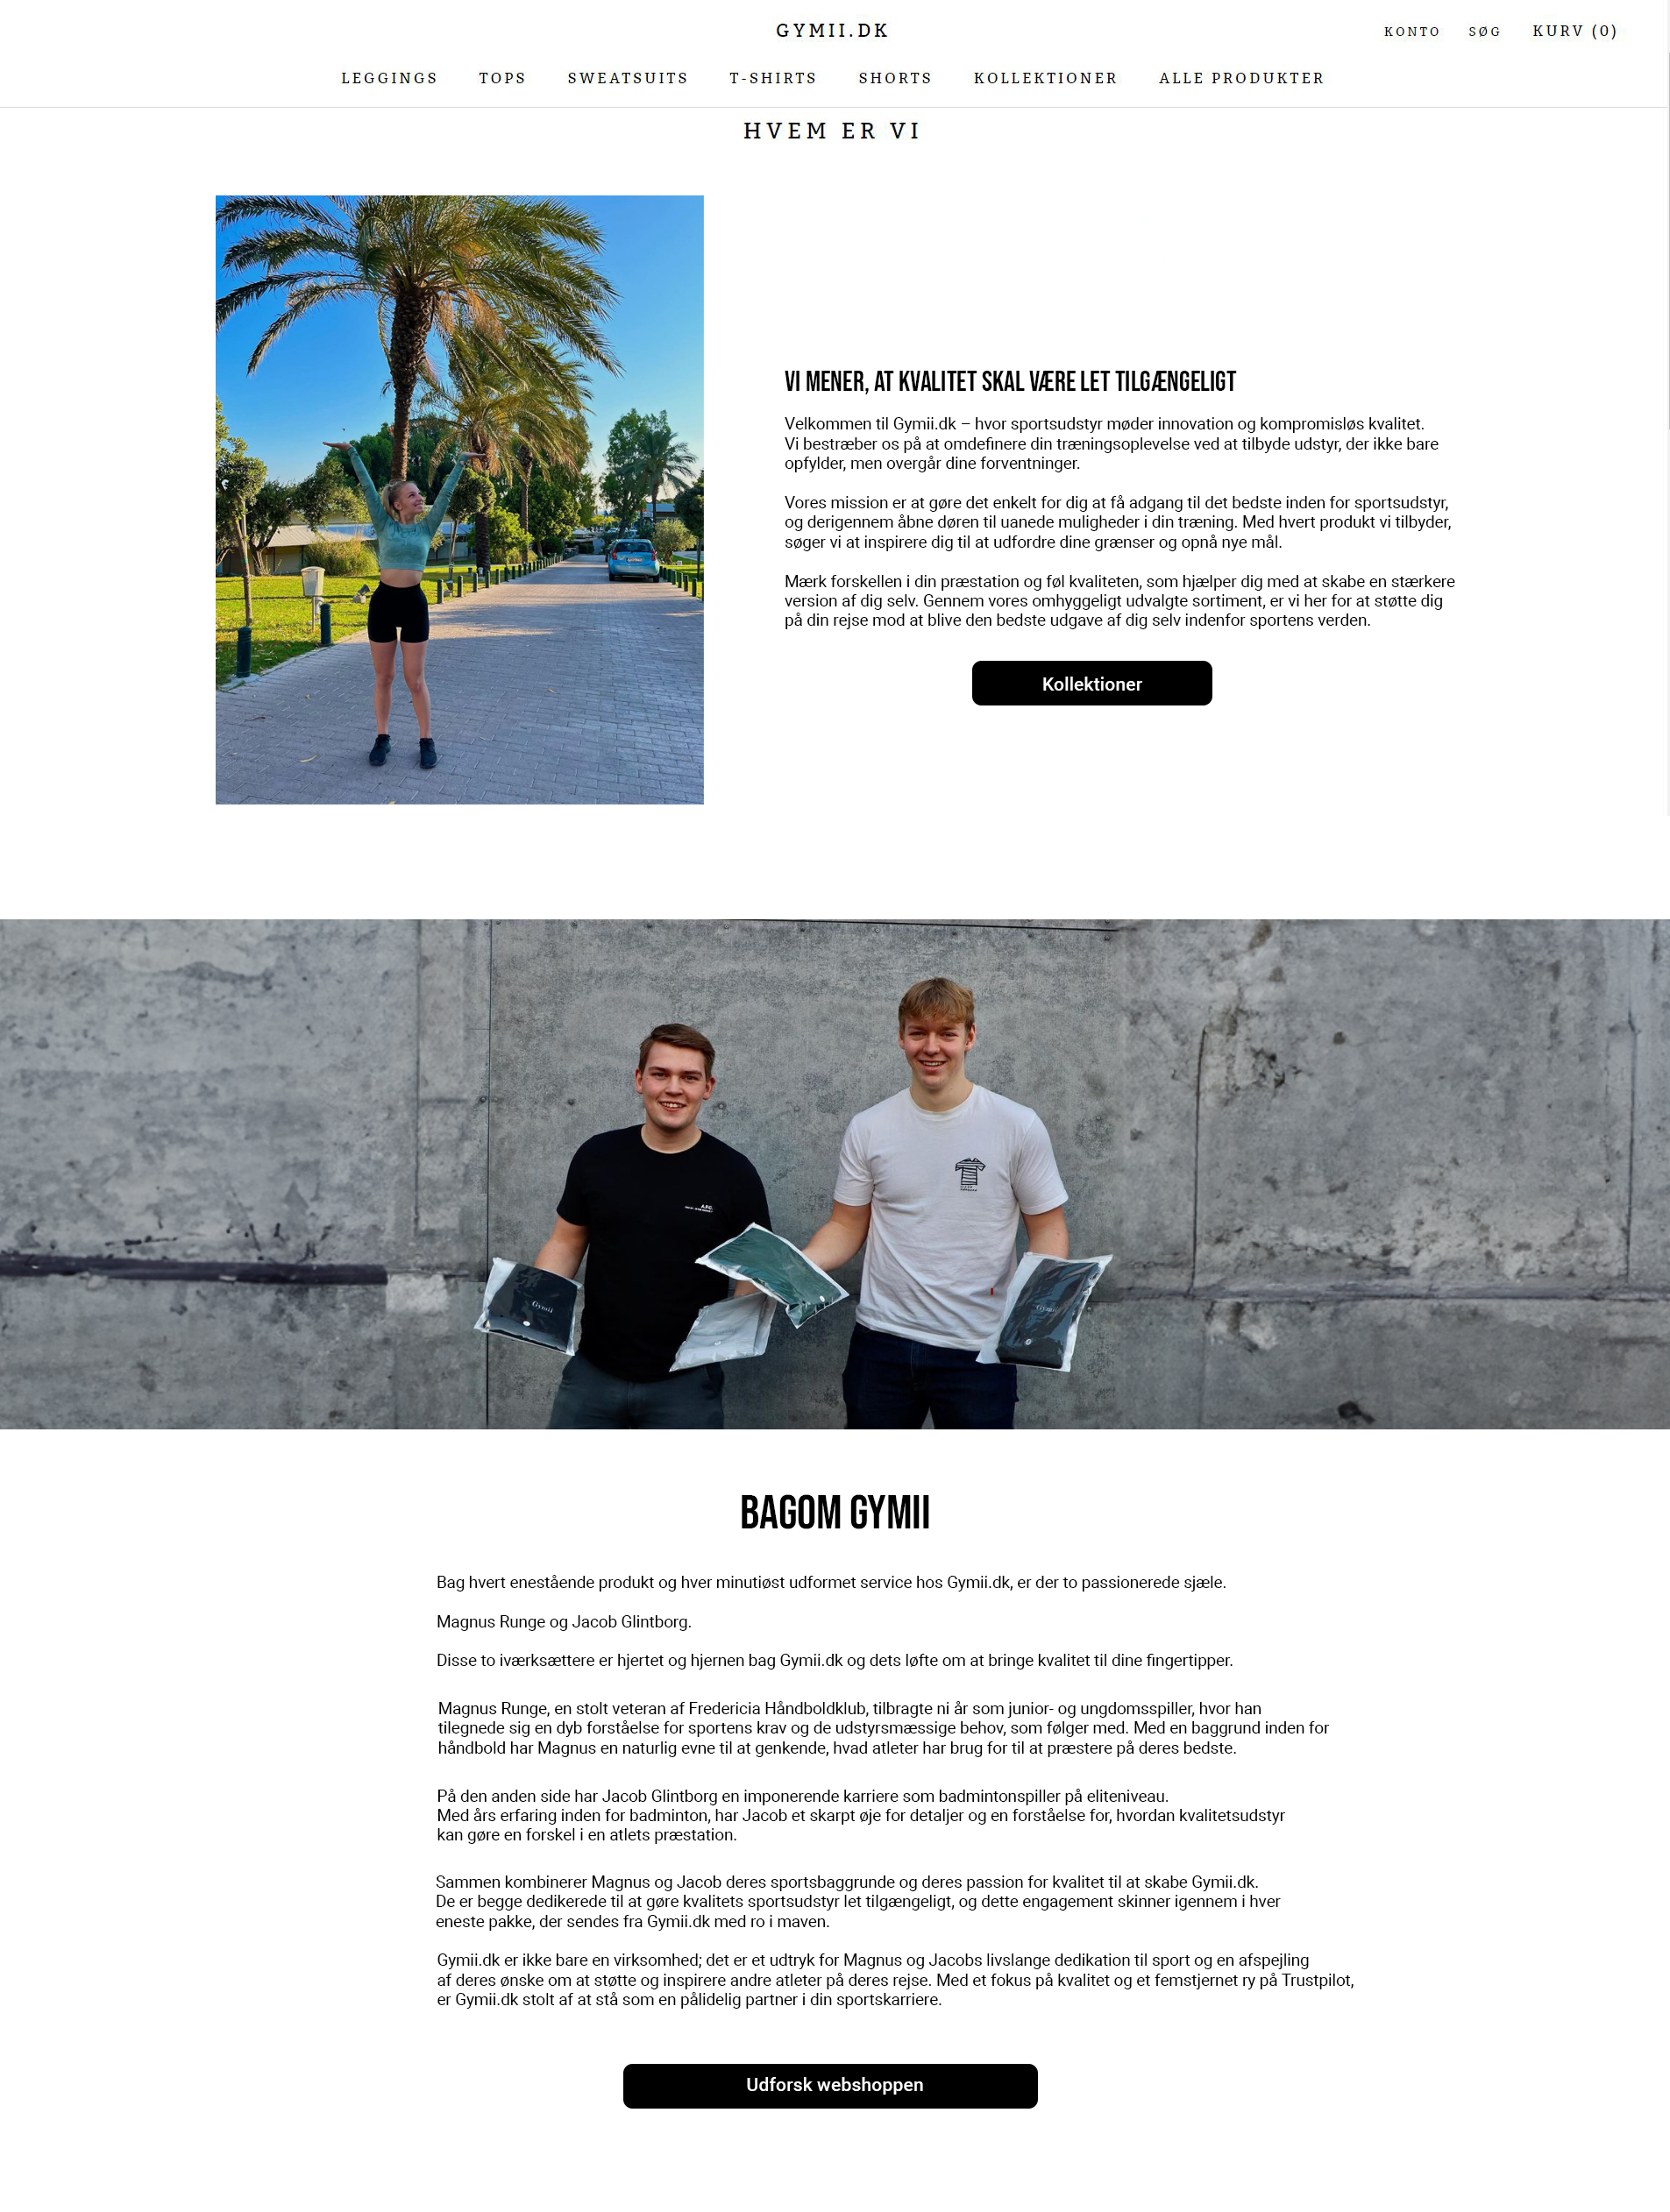 GYMII.DK
KONTO SØG KURV (0)
LEGGINGS TOPS SWEATSUITS T-SHIRTS SHORTS KOLLEKTIONER ALLE PRODUKTER
HVEM ER VI
VI MENER, AT KVALITET SKAL VÆRE LET TILGÆNGELIGT
Velkommen til Gymii.dk – hvor sportsudstyr møder innovation og kompromisløs kvalitet.
Vi bestræber os på at omdefinere din træningsoplevelse ved at tilbyde udstyr, der ikke bare
opfylder, men overgår dine forventninger.
Vores mission er at gøre det enkelt for dig at få adgang til det bedste inden for sportsudstyr,
og derigennem åbne døren til uanede muligheder i din træning. Med hvert produkt vi tilbyder,
søger vi at inspirere dig til at udfordre dine grænser og opnå nye mål.
Mærk forskellen i din præstation og føl kvaliteten, som hjælper dig med at skabe en stærkere
version af dig selv. Gennem vores omhyggeligt udvalgte sortiment, er vi her for at støtte dig
på din rejse mod at blive den bedste udgave af dig selv indenfor sportens verden.
Kollektioner
A.P.C.
Gymii
Gymii
BAGOM GYMII
Bag hvert enestående produkt og hver minutiøst udformet service hos Gymii.dk, er der to passionerede sjæle.
Magnus Runge og Jacob Glintborg.
Disse to iværksættere er hjertet og hjernen bag Gymii.dk og dets løfte om at bringe kvalitet til dine fingertipper.
Magnus Runge, en stolt veteran af Fredericia Håndboldklub, tilbragte ni år som junior- og ungdomsspiller, hvor han
tilegnede sig en dyb forståelse for sportens krav og de udstyrsmæssige behov, som følger med. Med en baggrund inden for
håndbold har Magnus en naturlig evne til at genkende, hvad atleter har brug for til at præstere på deres bedste.
På den anden side har Jacob Glintborg en imponerende karriere som badmintonspiller på eliteniveau.
Med års erfaring inden for badminton, har Jacob et skarpt øje for detaljer og en forståelse for, hvordan kvalitetsudstyr
kan gøre en forskel i en atlets præstation.
Sammen kombinerer Magnus og Jacob deres sportsbaggrunde og deres passion for kvalitet til at skabe Gymii.dk.
De er begge dedikerede til at gøre kvalitets sportsudstyr let tilgængeligt, og dette engagement skinner igennem i hver
eneste pakke, der sendes fra Gymii.dk med ro i maven.
Gymii.dk er ikke bare en virksomhed; det er et udtryk for Magnus og Jacobs livslange dedikation til sport og en afspejling
af deres ønske om at støtte og inspirere andre atleter på deres rejse. Med et fokus på kvalitet og et femstjernet ry på Trustpilot,
er Gymii.dk stolt af at stå som en pålidelig partner i din sportskarriere.
Udforsk webshoppen